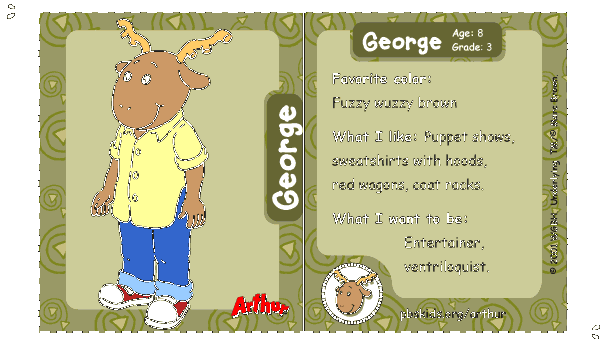 George
Arthur
George
Age: 8
Grade: 3
Favorite color:
Fuzzy wuzzy brown
What I like: Puppet shows,
sweatshirts with hoods,
red wagons, coat racks.
What I want to be:
Entertainer,
ventriloquist.
pbskids.org/arthur